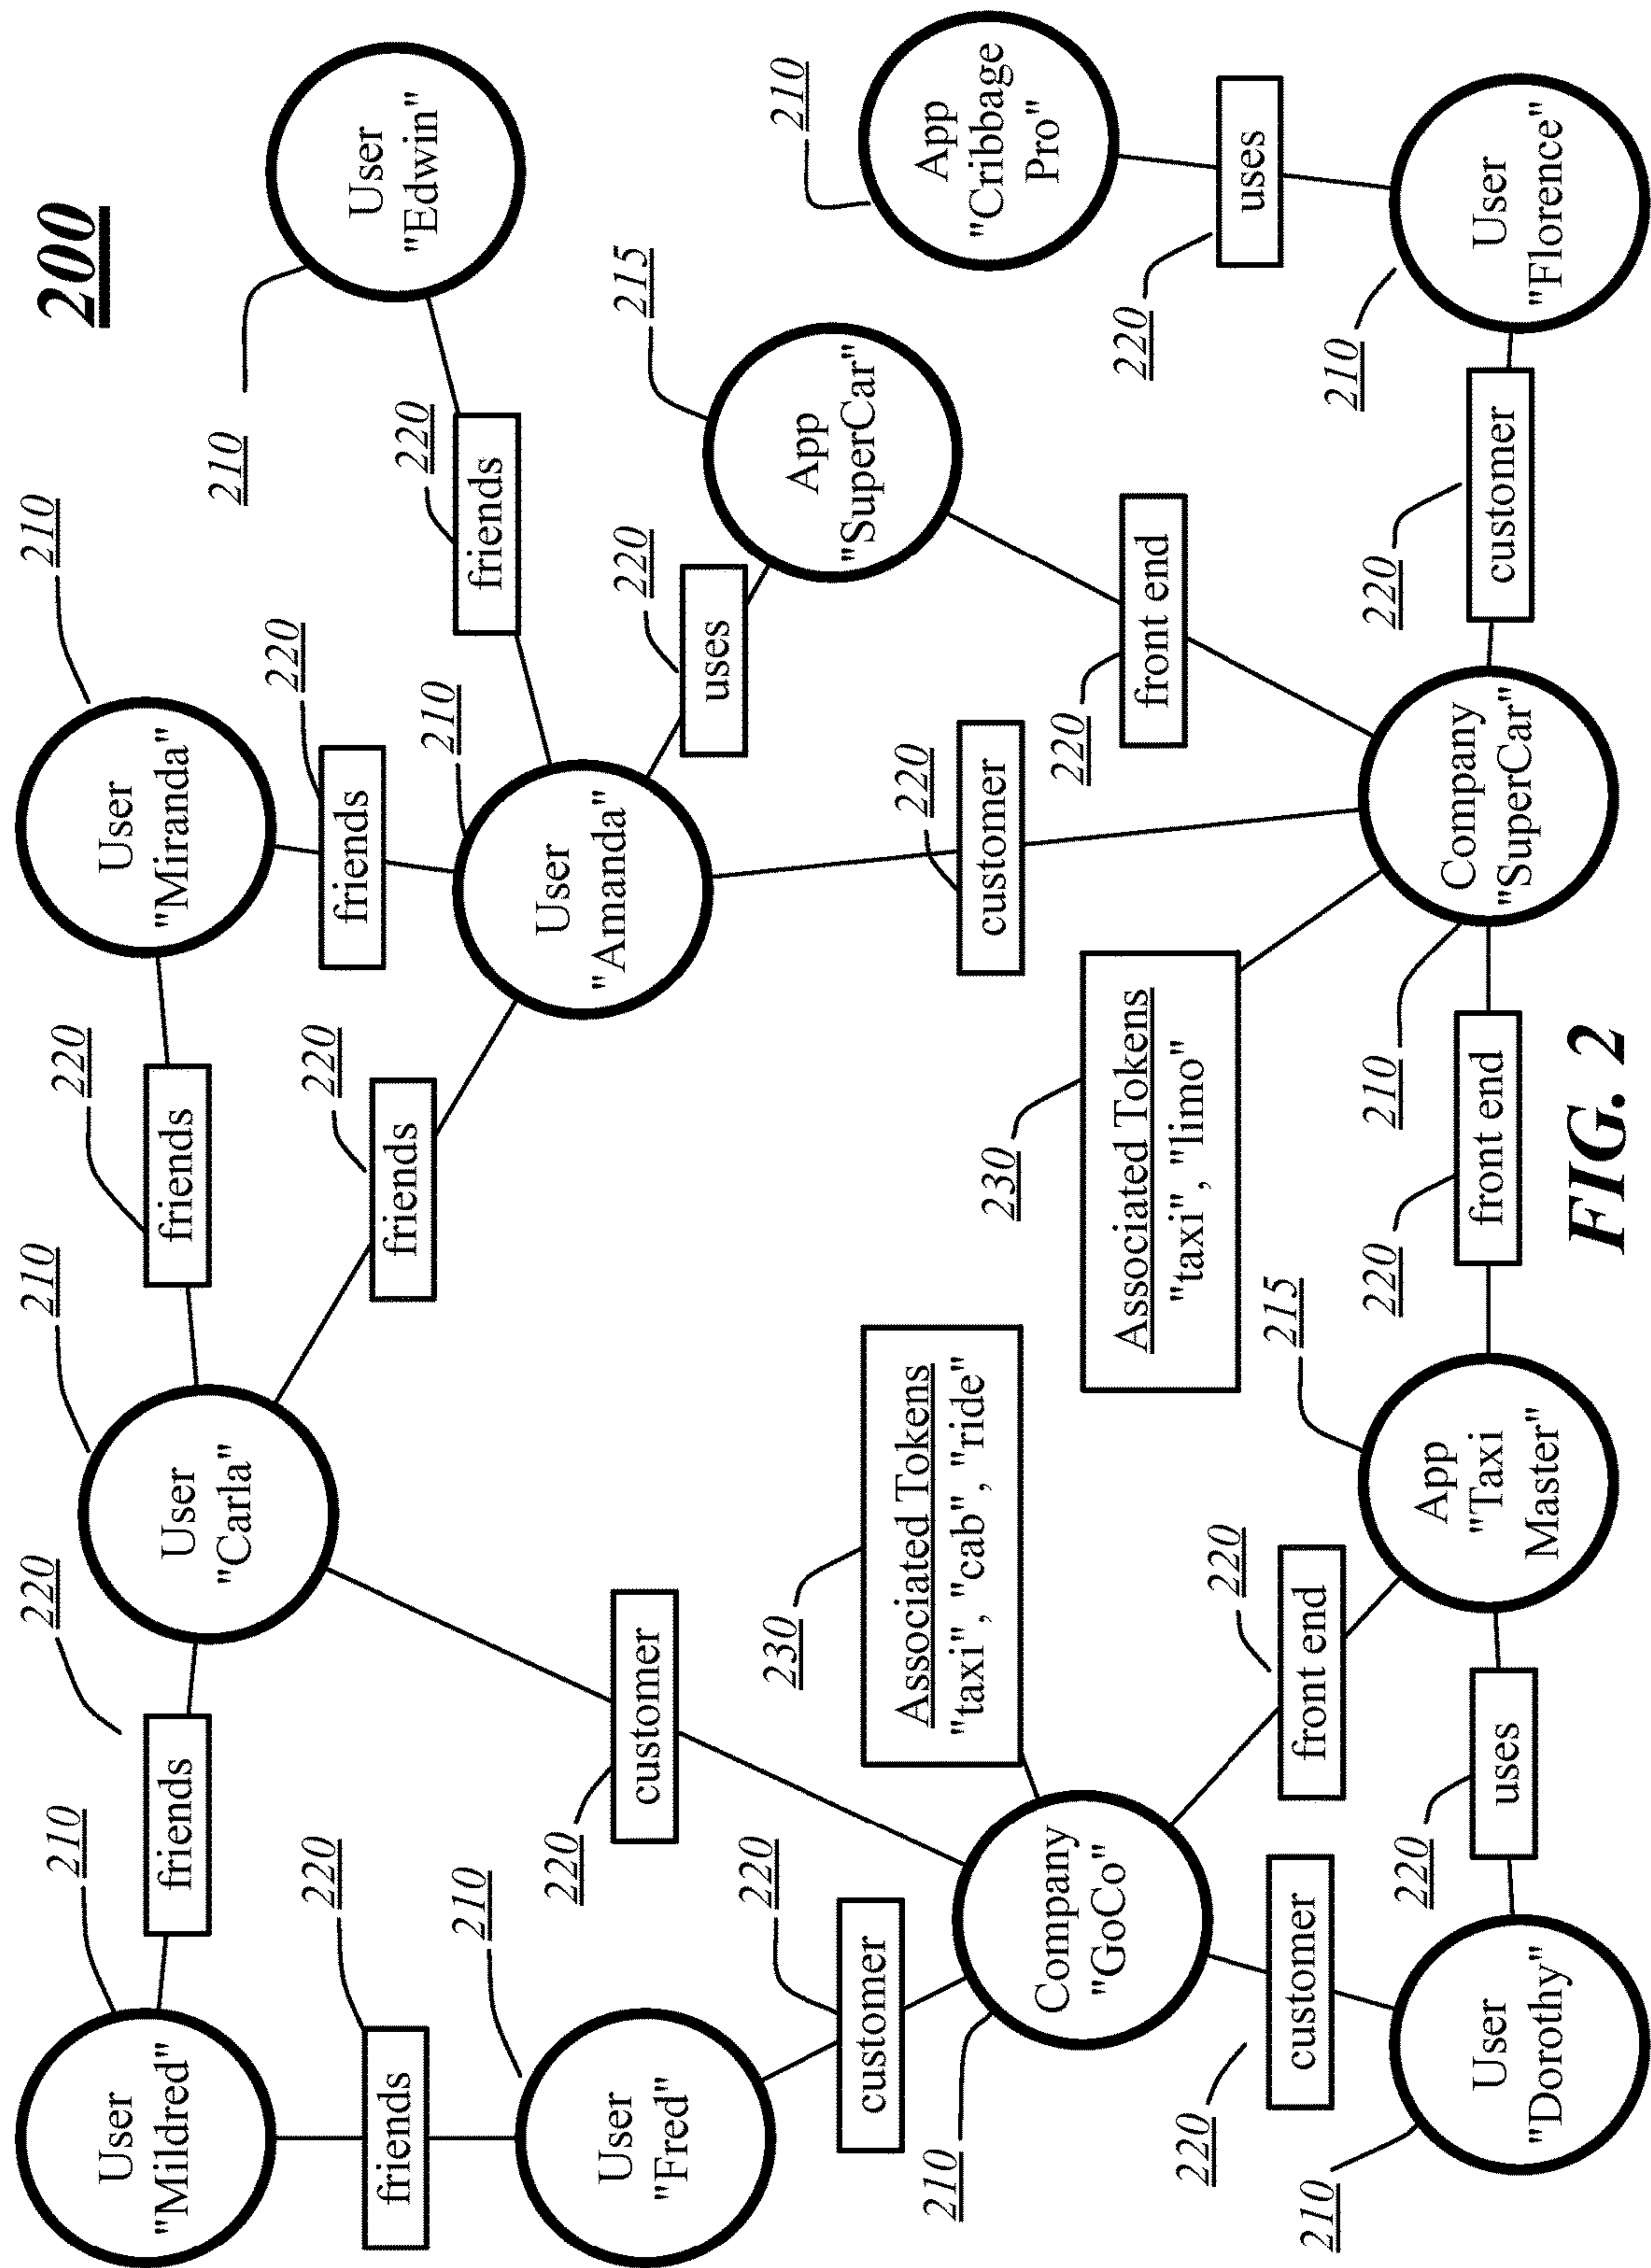 200
220
210
210
210
220
User
"Mildred"
friends
User
"Carla"
friends
User
"Miranda"
210
220
220
220
friends
friends
friends
220
User
"Edwin"
210
210
friends
User
"Fred"
220
customer
User
"Amanda"
220
uses
215
220
customer
230
220
customer
App
"SuperCar"
210
App
"Cribbage
Pro"
Associated Tokens
"taxi", "cab", "ride"
210
Company
"GoCo"
230
Associated Tokens
"taxi", "limo"
220
front end
220
uses
220
customer
220
front end
215
210
220
210
210
220
220
User
"Dorothy"
uses
App
"Taxi
Master"
front end
Company
"SuperCar"
customer
User
"Florence"
FIG. 2